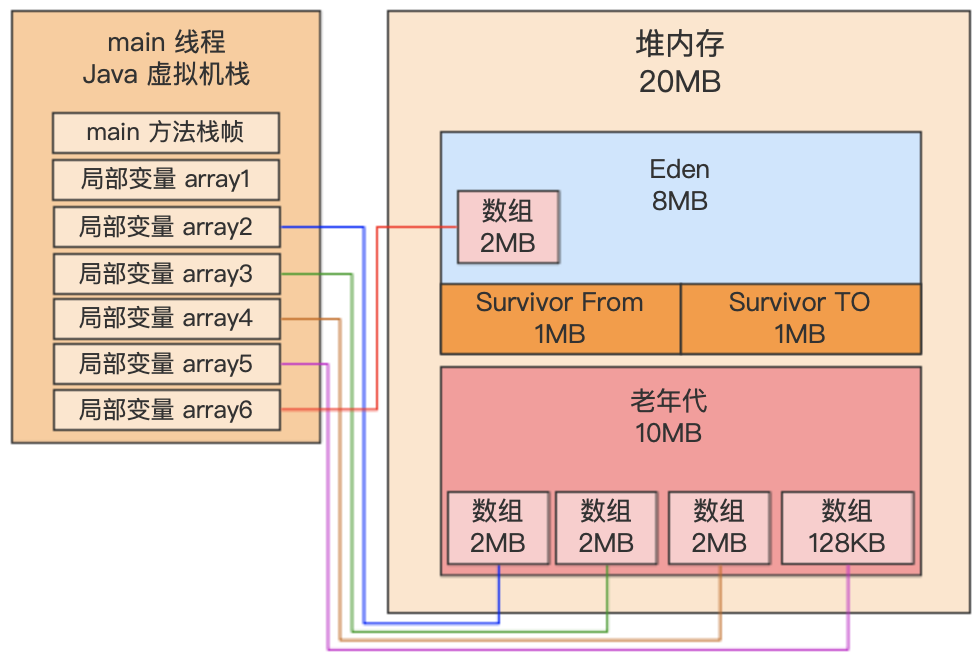 main 线程
Java 虚拟机栈
main 方法栈帧
局部变量 array1
局部变量 array2
局部变量 array3
局部变量 array4
局部变量 array5
局部变量 array6
堆内存
20MB
Eden
8MB
数组
2MB
Survivor From
1MB
Survivor TO
1MB
老年代
10MB
数组
2MB
数组
2MB
数组
2MB
数组
128KB